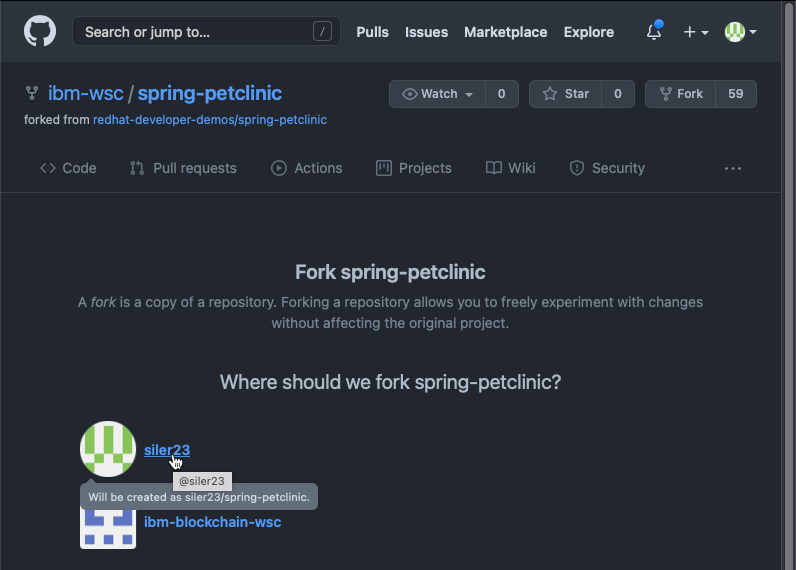 Search or jump to... /
Pulls Issues Marketplace Explore
ibm-wsc / spring-petclinic
Watch 0 Star 0 Fork 59
forked from redhat-developer-demos/spring-petclinic
Code Pull requests Actions Projects Wiki Security ...
Fork spring-petclinic
A fork is a copy of a repository. Forking a repository allows you to freely experiment with changes
without affecting the original project.
Where should we fork spring-petclinic?
siler23
@siler23
Will be created as siler23/spring-petclinic.
ibm-blockchain-wsc